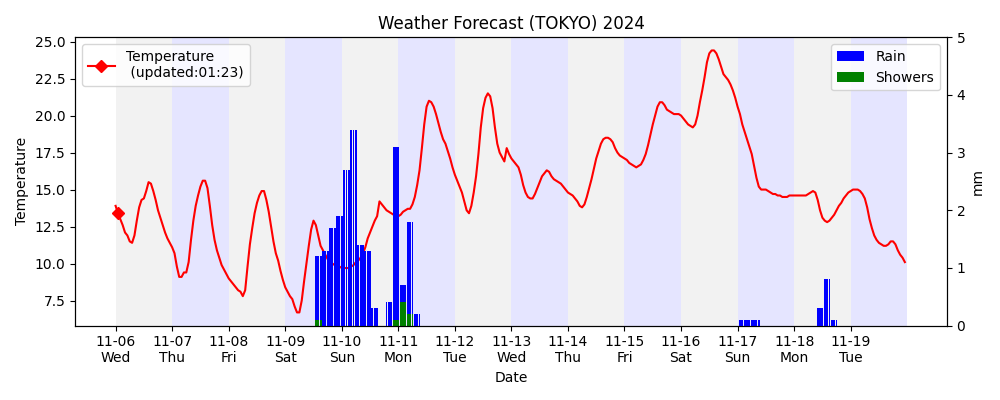 Weather Forecast (TOKYO) 2024
Temperature
(updated:01:23)
Rain
Showers
25.0
22.5
20.0
17.5
15.0
12.5
10.0
7.5
Temperature
5
4
3
2
1
0
mm
11-06 11-07 11-08 11-09 11-10 11-11 11-12 11-13 11-14 11-15 11-16 11-17 11-18 11-19
Wed Thu Fri Sat Sun Mon Tue Wed Thu Fri Sat Sun Mon Tue
Date